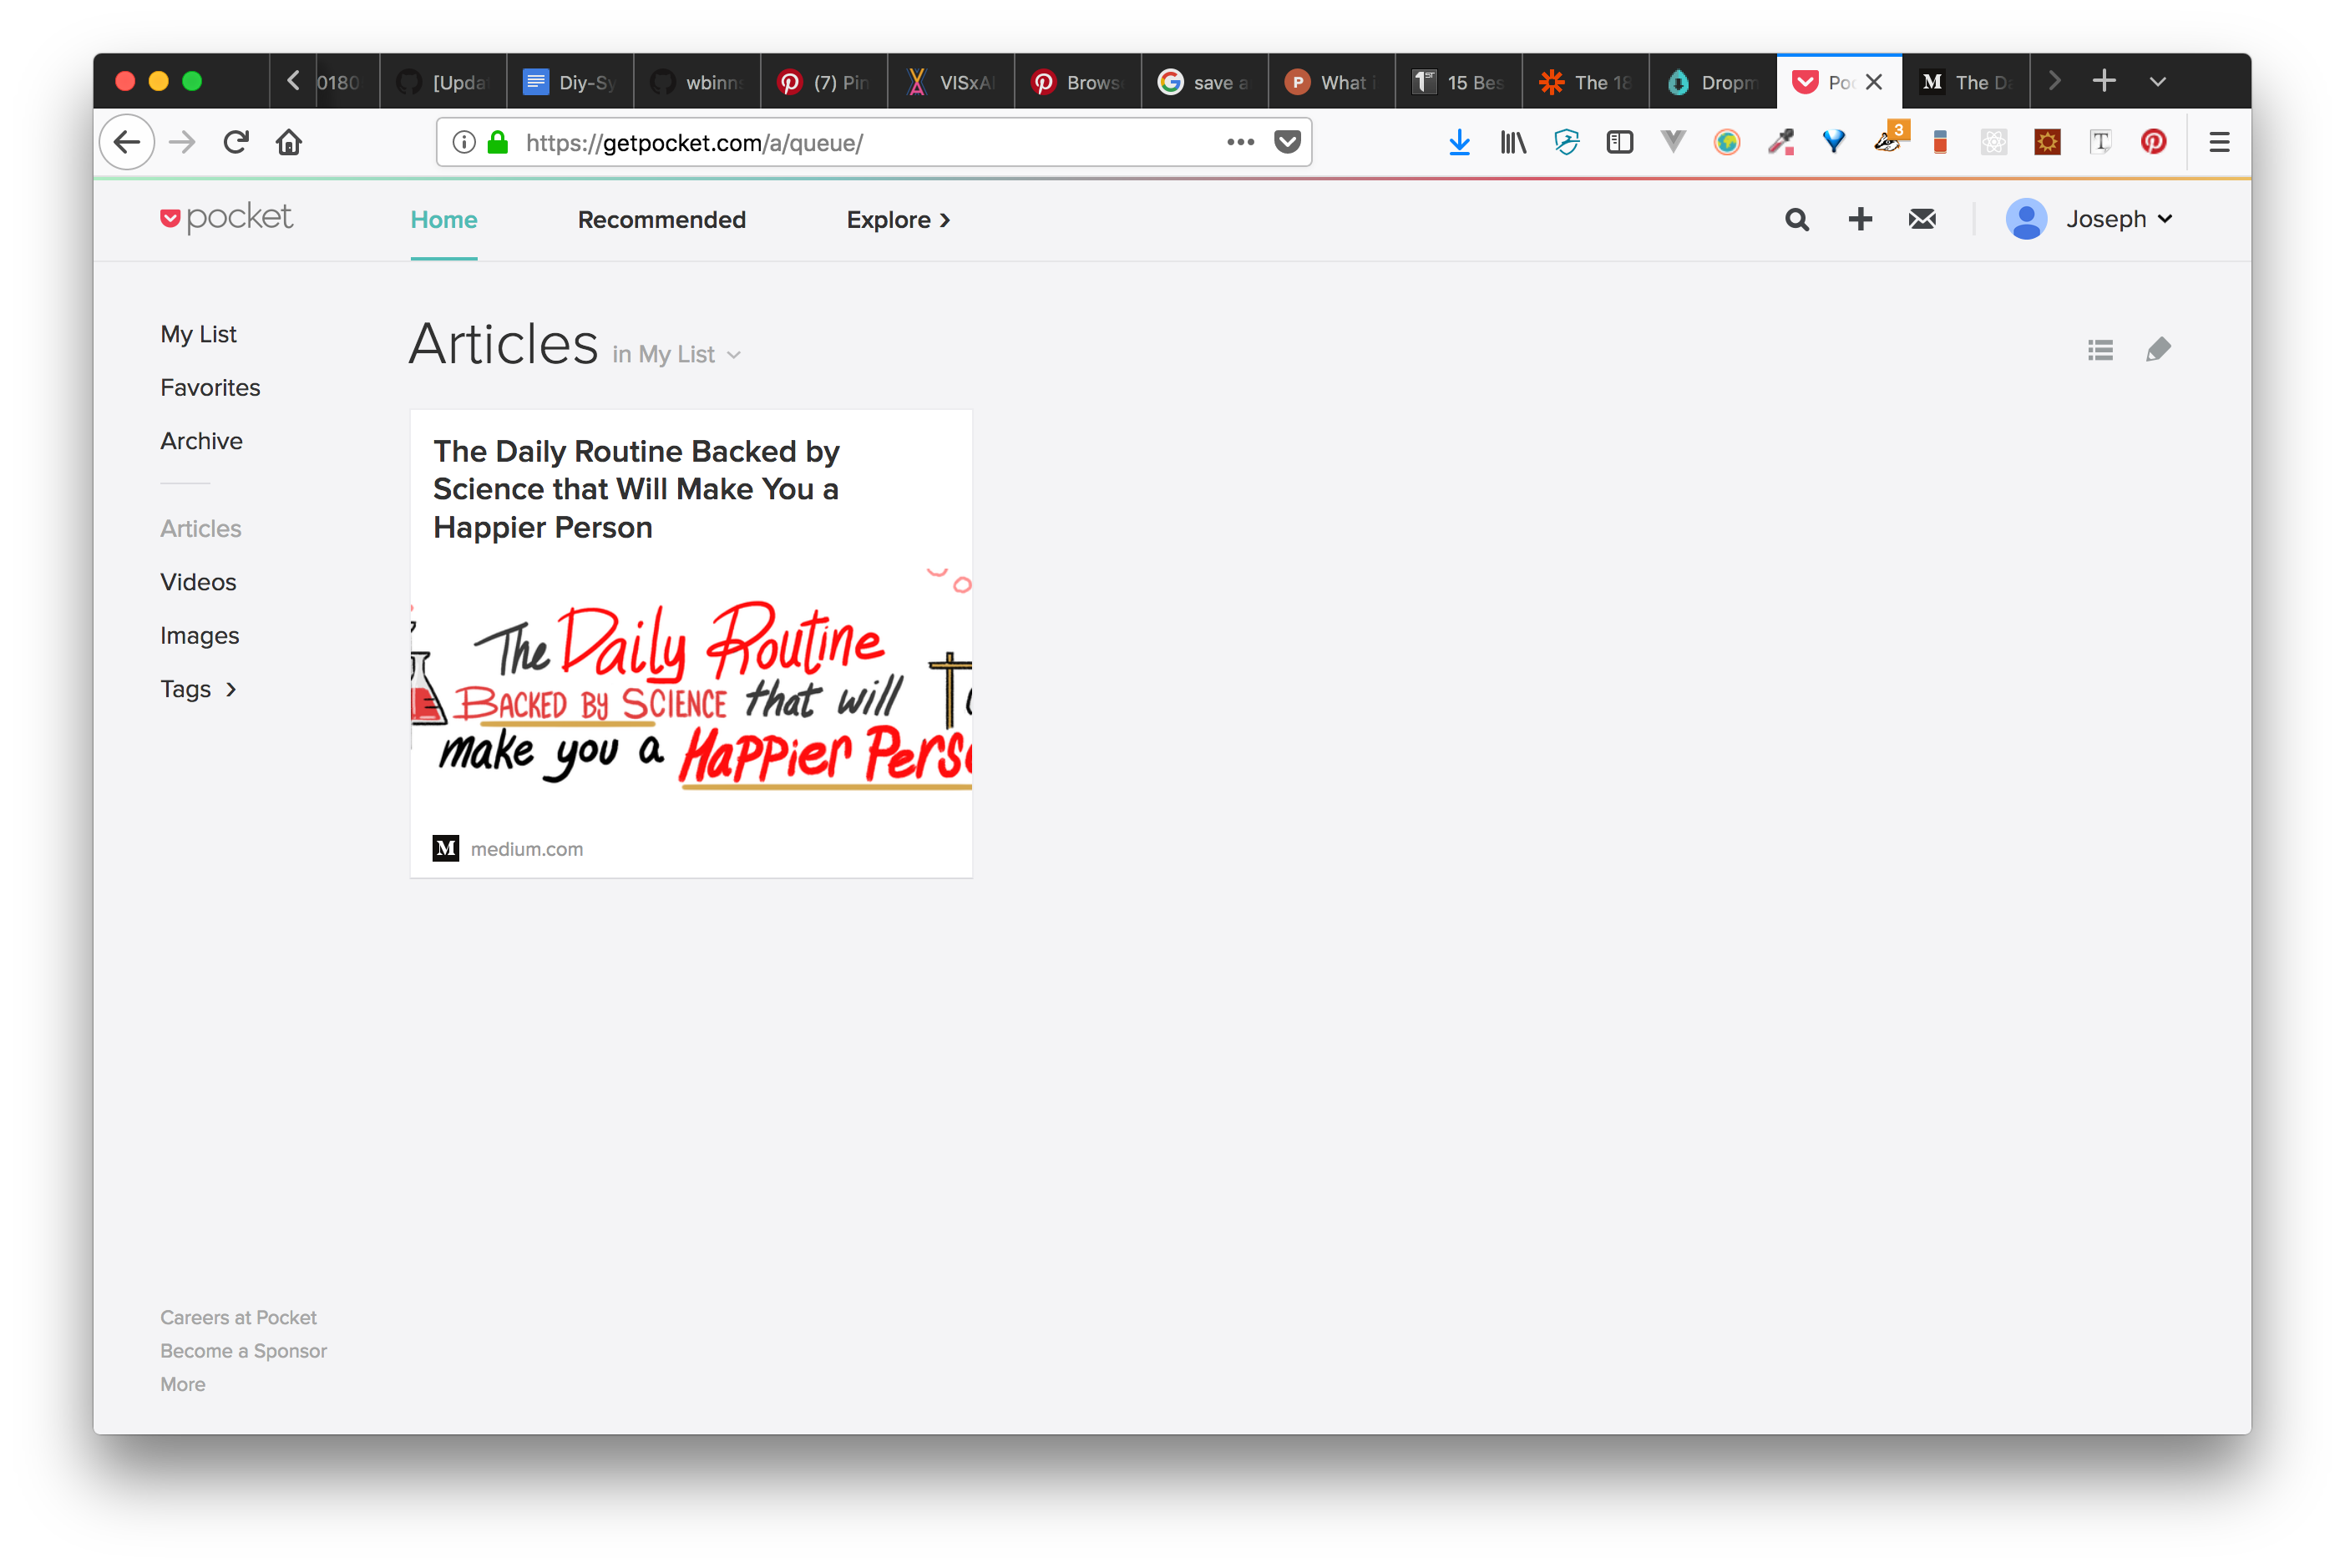 0180 [Upda Diy-Sy wbinn (7) Pin VISxAI Brows save a What i 15 Bes The 18 Dropm Po The Da
https://getpocket.com/a/queue/
3
pocket Home Recommended Explore Joseph
My List
Favorites
Archive
Articles
Videos
Images
Tags
Articles in My List
The Daily Routine Backed by
Science that Will Make You a
Happier Person
The Daily Routine
BACKED BY SCIENCE that will
make you a Happier Perso
M medium.com
Careers at Pocket
Become a Sponsor
More